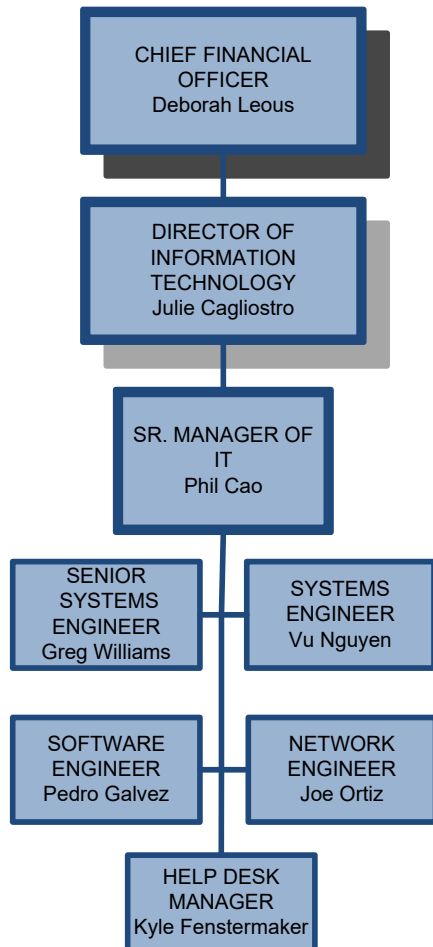 CHIEF FINANCIAL
OFFICER
Deborah Leous
DIRECTOR OF
INFORMATION
TECHNOLOGY
Julie Cagliostro
SR. MANAGER OF
IT
Phil Cao
SENIOR
SYSTEMS
ENGINEER
Greg Williams
SYSTEMS
ENGINEER
Vu Nguyen
SOFTWARE
ENGINEER
Pedro Galvez
NETWORK
ENGINEER
Joe Ortiz
HELP DESK
MANAGER
Kyle Fenstermaker